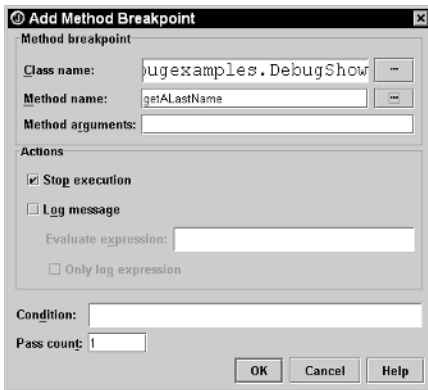 Add Method Breakpoint
Method breakpoint
Class name: ugexamples.DebugShow ...
Method name: getALastName ...
Method arguments:
Actions
Stop execution
Log message
Evaluate expression:
Only log expression
Condition:
Pass count: 1
OK Cancel Help